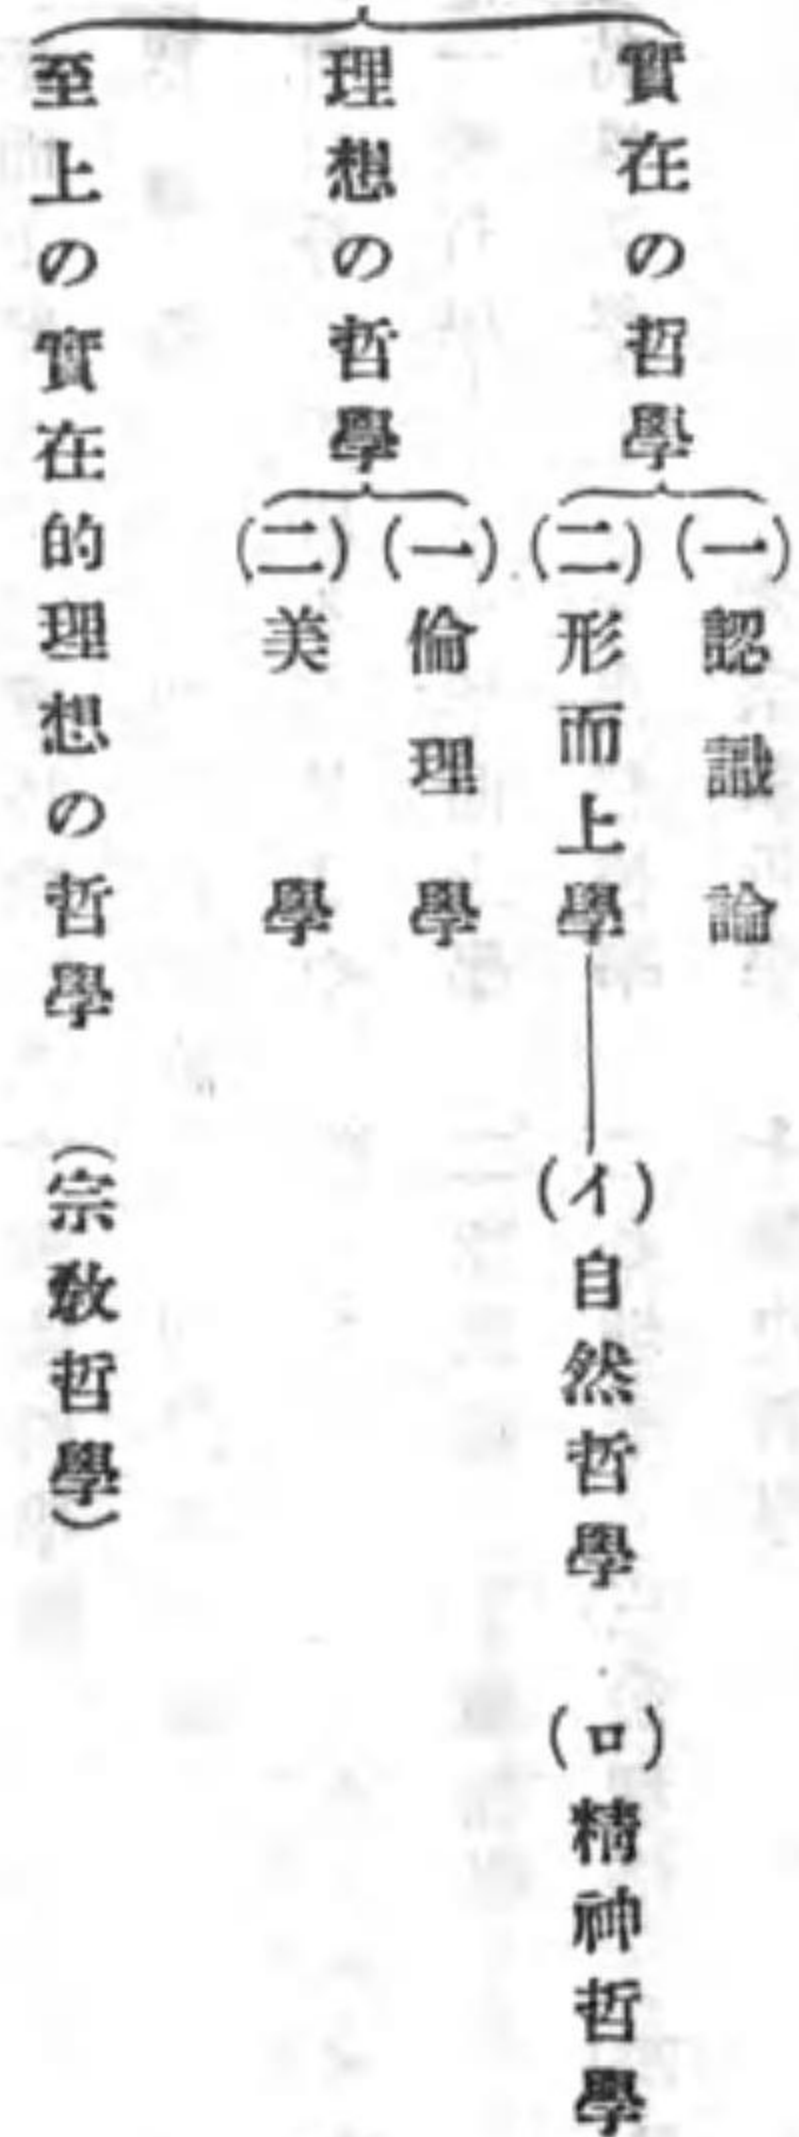 實在の哲學
(一)認識論
(二)形而上學
(イ)自然哲學
(ロ)精神哲學
理想の哲學
(一)倫理學
(二)美學
至上の實在的理想の哲學(宗敎哲學)